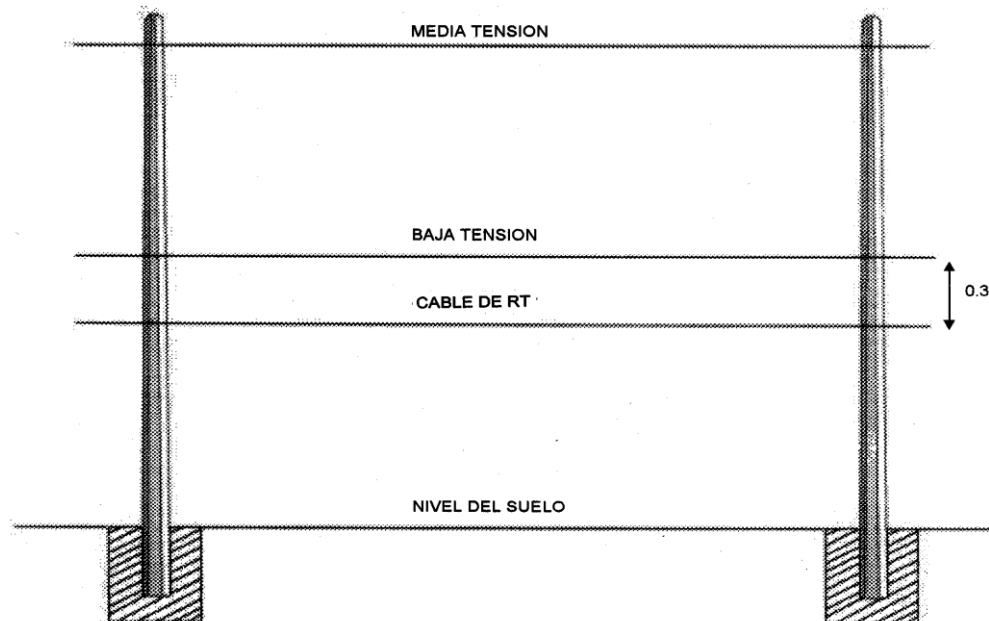 MEDIA TENSION
BAJA TENSION
0.3
CABLE DE RT
NIVEL DEL SUELO